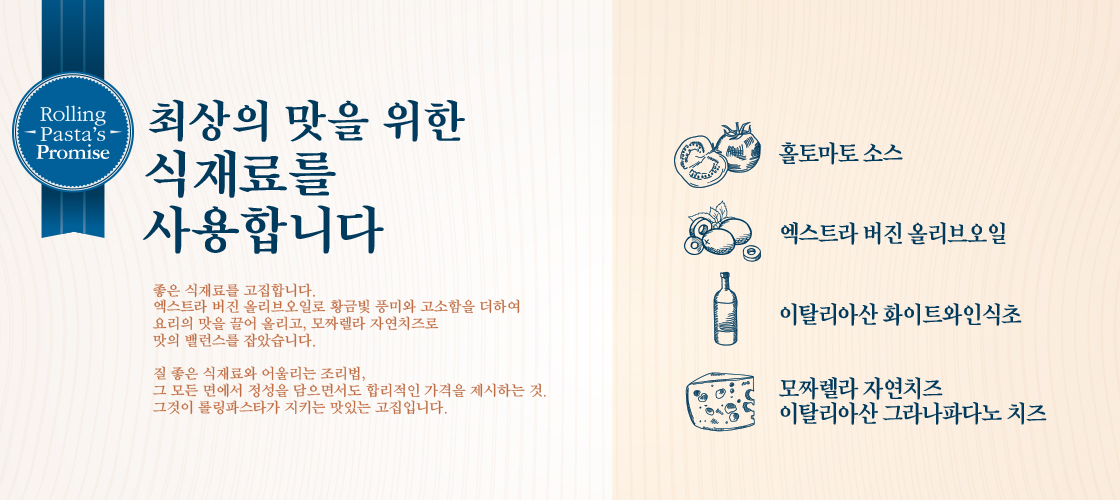 Rolling
Pasta's
Promise
최상의 맛을 위한
식재료를
사용합니다
좋은 식재료를 고집합니다.
엑스트라 버진 올리브오일로 황금빛 풍미와 고소함을 더하여
요리의 맛을 끌어 올리고, 모짜렐라 자연치즈로
맛의 밸런스를 잡았습니다.
질 좋은 식재료와 어울리는 조리법,
그 모든 면에서 정성을 담으면서도 합리적인 가격을 제시하는 것.
그것이 롤링파스타가 지키는 맛있는 고집입니다.
홀토마토 소스
엑스트라 버진 올리브오일
이탈리아산 화이트와인식초
모짜렐라 자연치즈
이탈리아산 그라나파다노 치즈